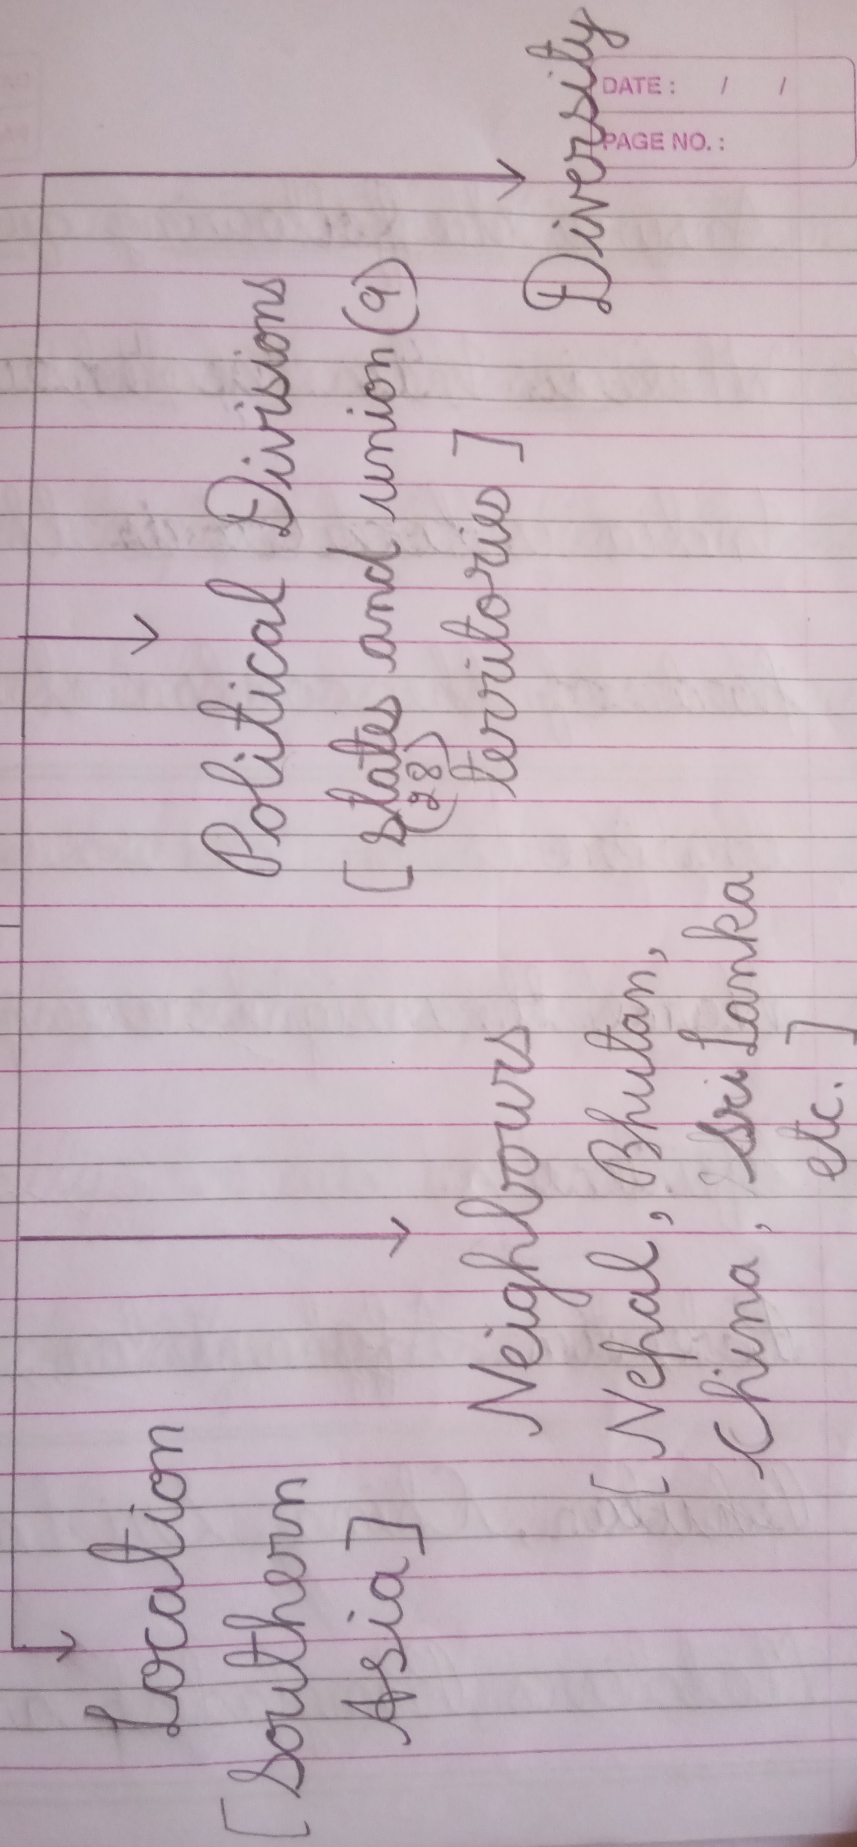 DATE : / /
PAGE NO. :
Location
[Southern
Asia]
Neighbours
[Nepal, Bhutan,
China, Sri Lanka
etc.]
Political Divisions
[states and union (9)
(28)
territories]
Diversity